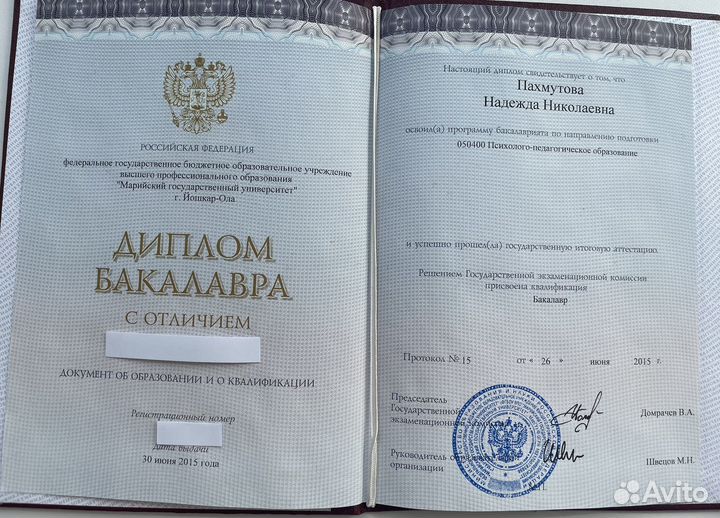 РОССИЙСКАЯ ФЕДЕРАЦИЯ
федеральное государственное бюджетное образовательное учреждение
высшего профессионального образования
"Марийский государственный университет"
г. Йошкар-Ола
ДИПЛОМ
БАКАЛАВРА
С ОТЛИЧИЕМ
ДОКУМЕНТ ОБ ОБРАЗОВАНИИ И О КВАЛИФИКАЦИИ
Регистрационный номер
Дата выдачи
30 июня 2015 года
Настоящий диплом свидетельствует о том, что
Пахмутова
Надежда Николаевна
освоил(а) программу бакалавриата по направлению подготовки
050400 Психолого-педагогическое образование
и успешно прошел(ла) государственную итоговую аттестацию
Решением Государственной экзаменационной комиссии
присвоена квалификация
Бакалавр
Протокол № 15 от « 26 » июня 2015 г.
Председатель
Государственной
экзаменационной комиссии
Домрачев В.А.
Руководитель
организации
Швецов М.Н.
Avito